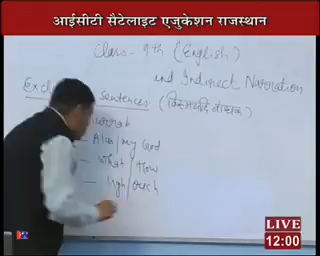 आईसीटी सैटेलाइट एजुकेशन राजस्थान
Class - 9th (English)
and Indirect Narration
Sentences (विस्मयादि वाचक)
- Alas/my God
- What How
- Ugh/ouch
LIVE
12:00